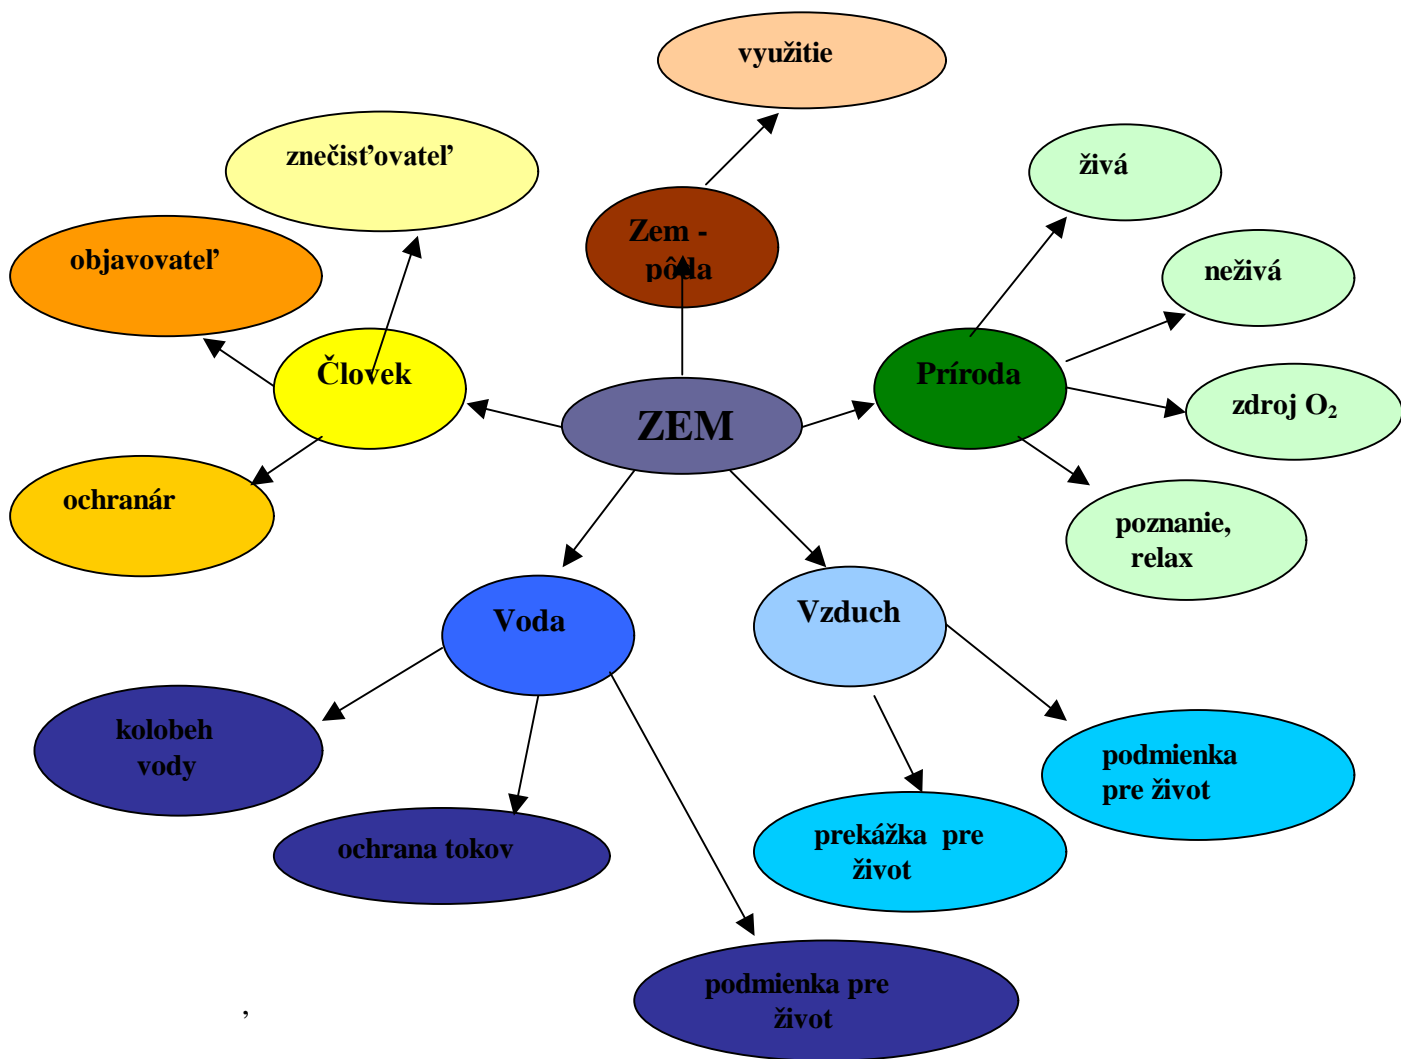 využitie
znečisťovateľ
živá
objavovateľ
Zem -
pôda
neživá
Človek
Príroda
zdroj O₂
ZEM
ochranár
poznanie,
relax
Voda
Vzduch
kolobeh
vody
podmienka
pre život
ochrana tokov
prekážka  pre
život
podmienka pre
život
,